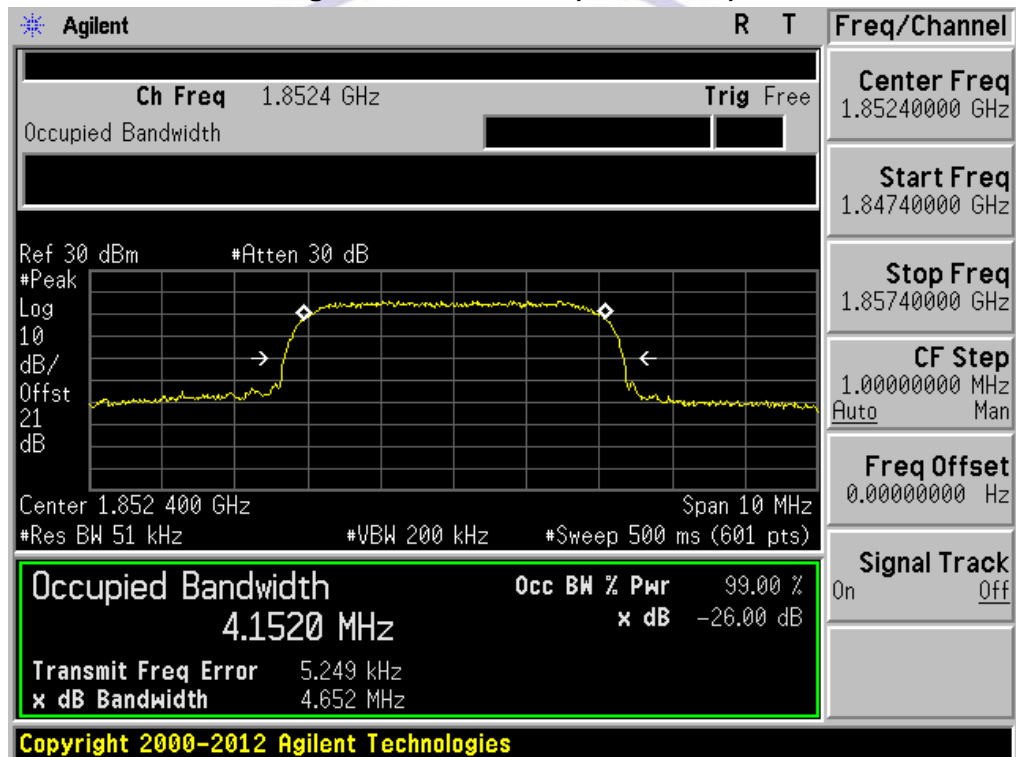 Agilent R T
Freq/Channel
Ch Freq 1.8524 GHz Trig Free
Occupied Bandwidth
Center Freq
1.85240000 GHz
Start Freq
1.84740000 GHz
Stop Freq
1.85740000 GHz
CF Step
1.00000000 MHz
Auto Man
Freq Offset
0.00000000 Hz
Signal Track
On Off
Ref 30 dBm #Atten 30 dB
#Peak
Log
10
dB/
Offst
21
dB
Center 1.852 400 GHz Span 10 MHz
#Res BW 51 kHz #VBW 200 kHz #Sweep 500 ms (601 pts)
Occupied Bandwidth
4.1520 MHz
Occ BW % Pwr 99.00 %
x dB -26.00 dB
Transmit Freq Error 5.249 kHz
x dB Bandwidth 4.652 MHz
Copyright 2000-2012 Agilent Technologies